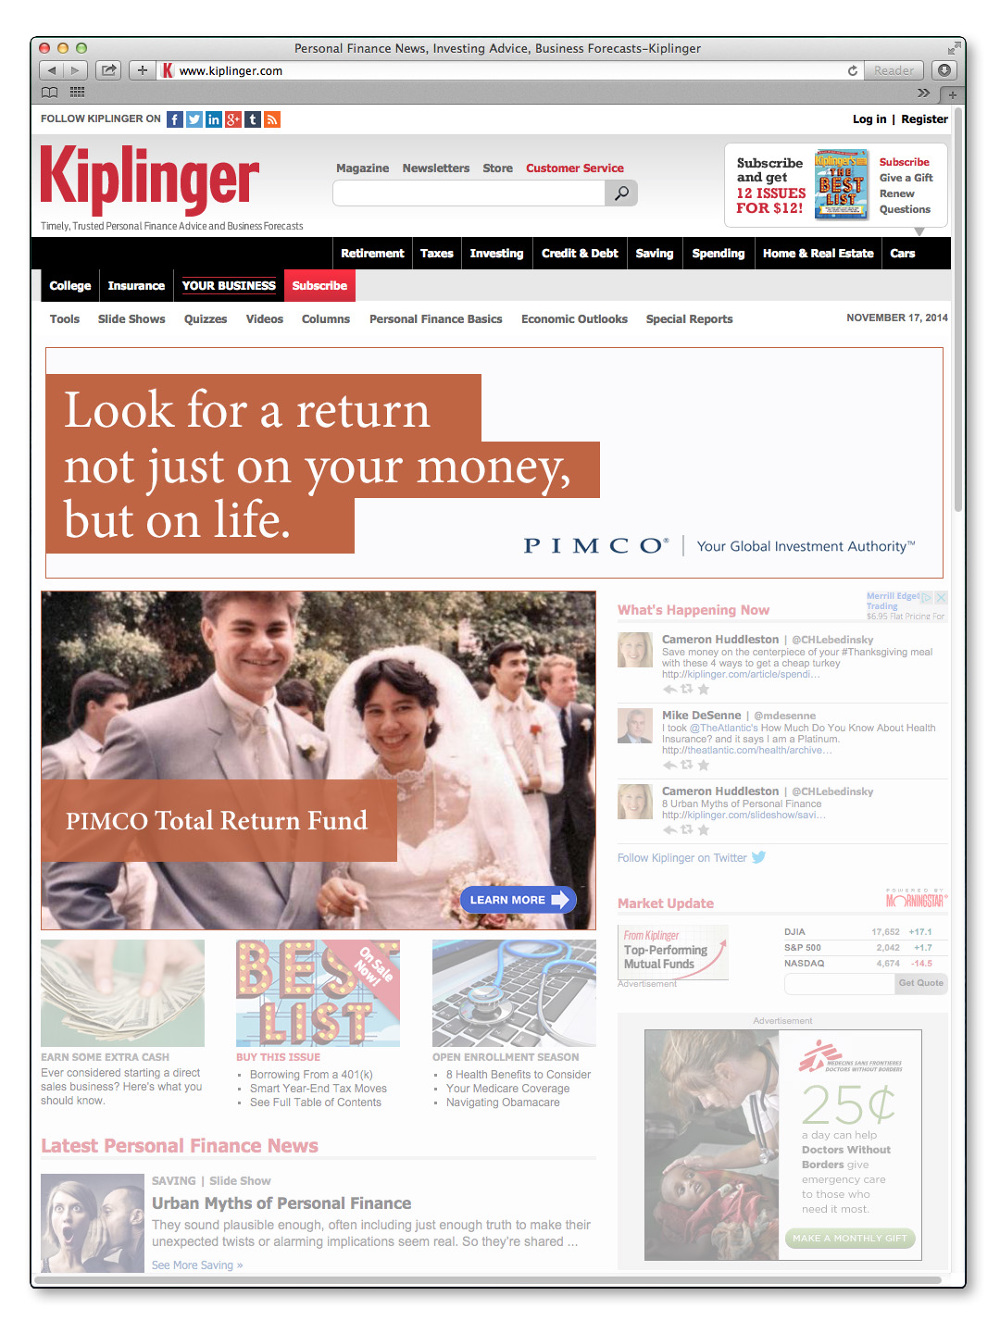 Personal Finance News, Investing Advice, Business Forecasts–Kiplinger
www.kiplinger.com
Reader
FOLLOW KIPLINGER ON
Log in | Register
Kiplinger
Timely, Trusted Personal Finance Advice and Business Forecasts
Magazine Newsletters Store Customer Service
Subscribe
and get
12 ISSUES
FOR $12!
Kiplinger's
THE
BEST
LIST
Subscribe
Give a Gift
Renew
Questions
Retirement Taxes Investing Credit & Debt Saving Spending Home & Real Estate Cars
College Insurance YOUR BUSINESS Subscribe
Tools Slide Shows Quizzes Videos Columns Personal Finance Basics Economic Outlooks Special Reports
NOVEMBER 17, 2014
Look for a return
not just on your money,
but on life.
PIMCO® | Your Global Investment Authority™
PIMCO Total Return Fund
LEARN MORE
What's Happening Now
Merrill Edge
Trading
$6.95 Flat Pricing For
Cameron Huddleston | @CHLebedinsky
Save money on the centerpiece of your #Thanksgiving meal
with these 4 ways to get a cheap turkey
http://kiplinger.com/article/spendi...
Mike DeSenne | @mdesenne
I took @TheAtlantic's How Much Do You Know About Health
Insurance? and it says I am a Platinum.
http://theatlantic.com/health/archive...
Cameron Huddleston | @CHLebedinsky
8 Urban Myths of Personal Finance
http://kiplinger.com/slideshow/savi...
Follow Kiplinger on Twitter
Market Update
POWERED BY
MORNINGSTAR
From Kiplinger
Top-Performing
Mutual Funds
Advertisement
DJIA 17,652 +17.1
S&P 500 2,042 +1.7
NASDAQ 4,674 -14.5
Get Quote
BEST
LIST
On Sale
Now!
EARN SOME EXTRA CASH
Ever considered starting a direct
sales business? Here's what you
should know.
BUY THIS ISSUE
▪ Borrowing From a 401(k)
▪ Smart Year-End Tax Moves
▪ See Full Table of Contents
OPEN ENROLLMENT SEASON
▪ 8 Health Benefits to Consider
▪ Your Medicare Coverage
▪ Navigating Obamacare
Advertisement
MEDECINS SANS FRONTIERES
DOCTORS WITHOUT BORDERS
25¢
a day can help
Doctors Without
Borders give
emergency care
to those who
need it most.
MAKE A MONTHLY GIFT
Latest Personal Finance News
SAVING | Slide Show
Urban Myths of Personal Finance
They sound plausible enough, often including just enough truth to make their
unexpected twists or alarming implications seem real. So they're shared ...
See More Saving »